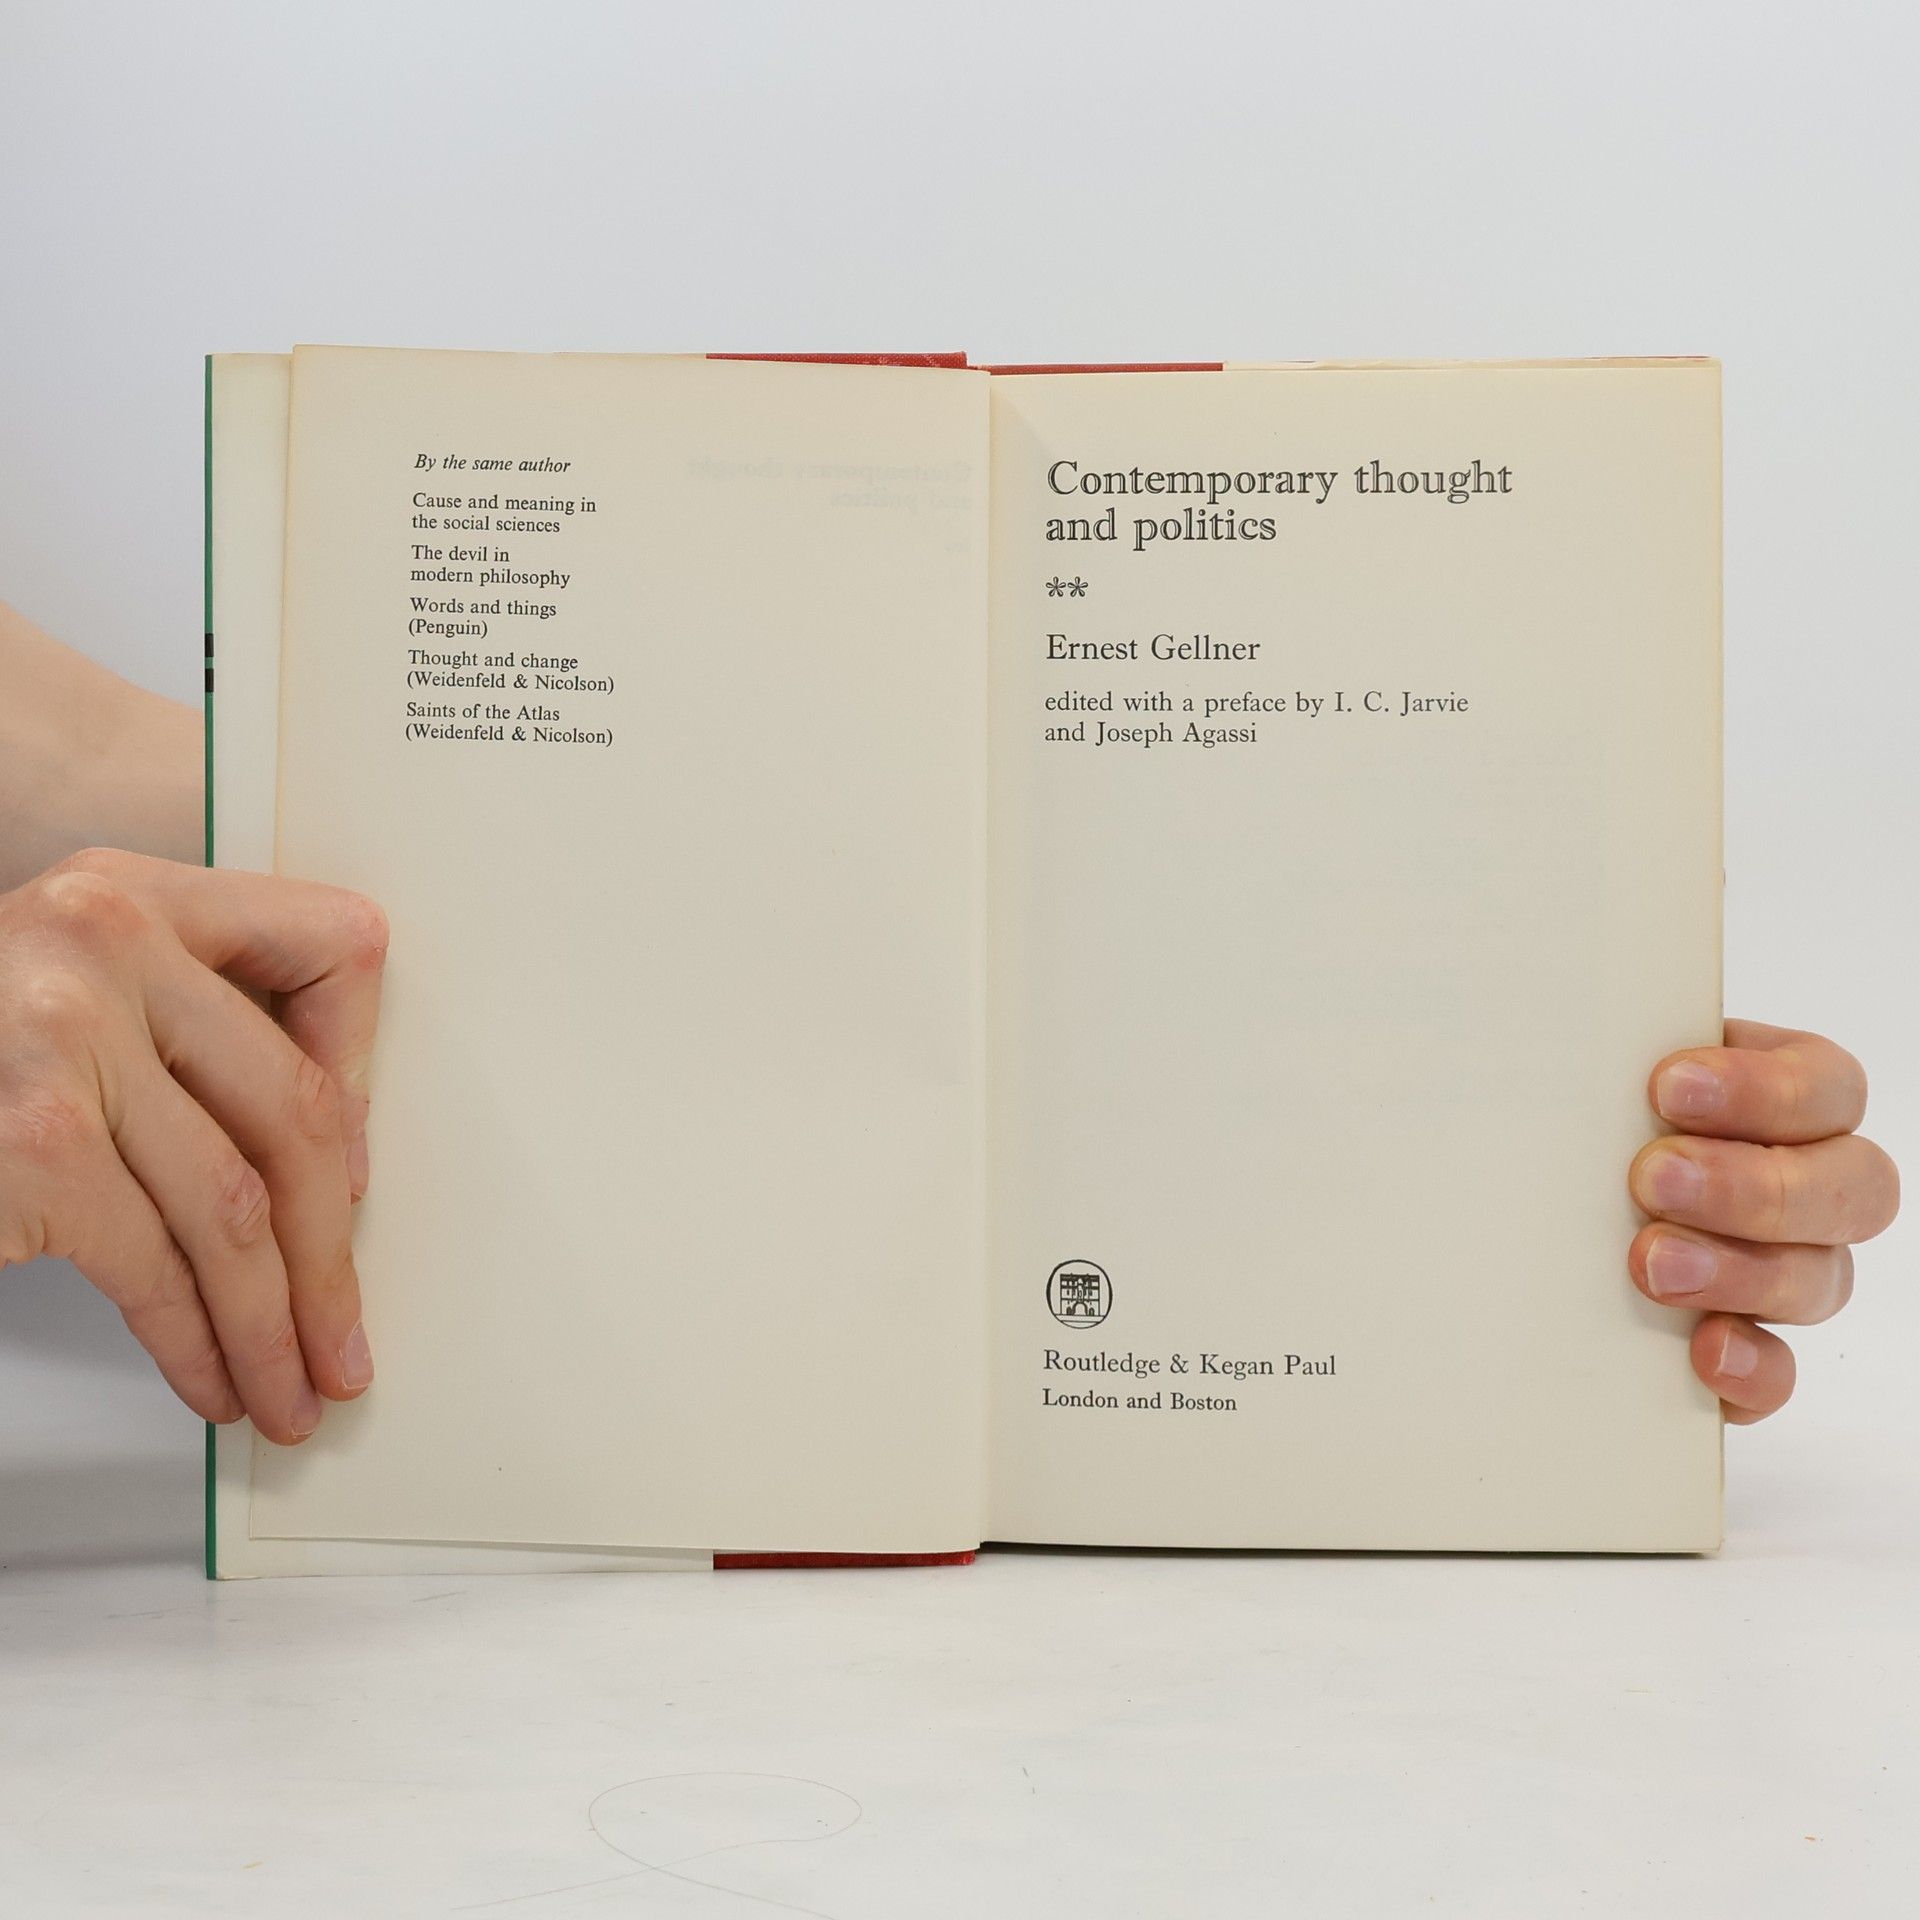 By the same author
Cause and meaning in
the social sciences
The devil in
modern philosophy
Words and things
(Penguin)
Thought and change
(Weidenfeld & Nicolson)
Saints of the Atlas
(Weidenfeld & Nicolson)
Contemporary thought
and politics
**
Ernest Gellner
edited with a preface by I. C. Jarvie
and Joseph Agassi
Routledge & Kegan Paul
London and Boston